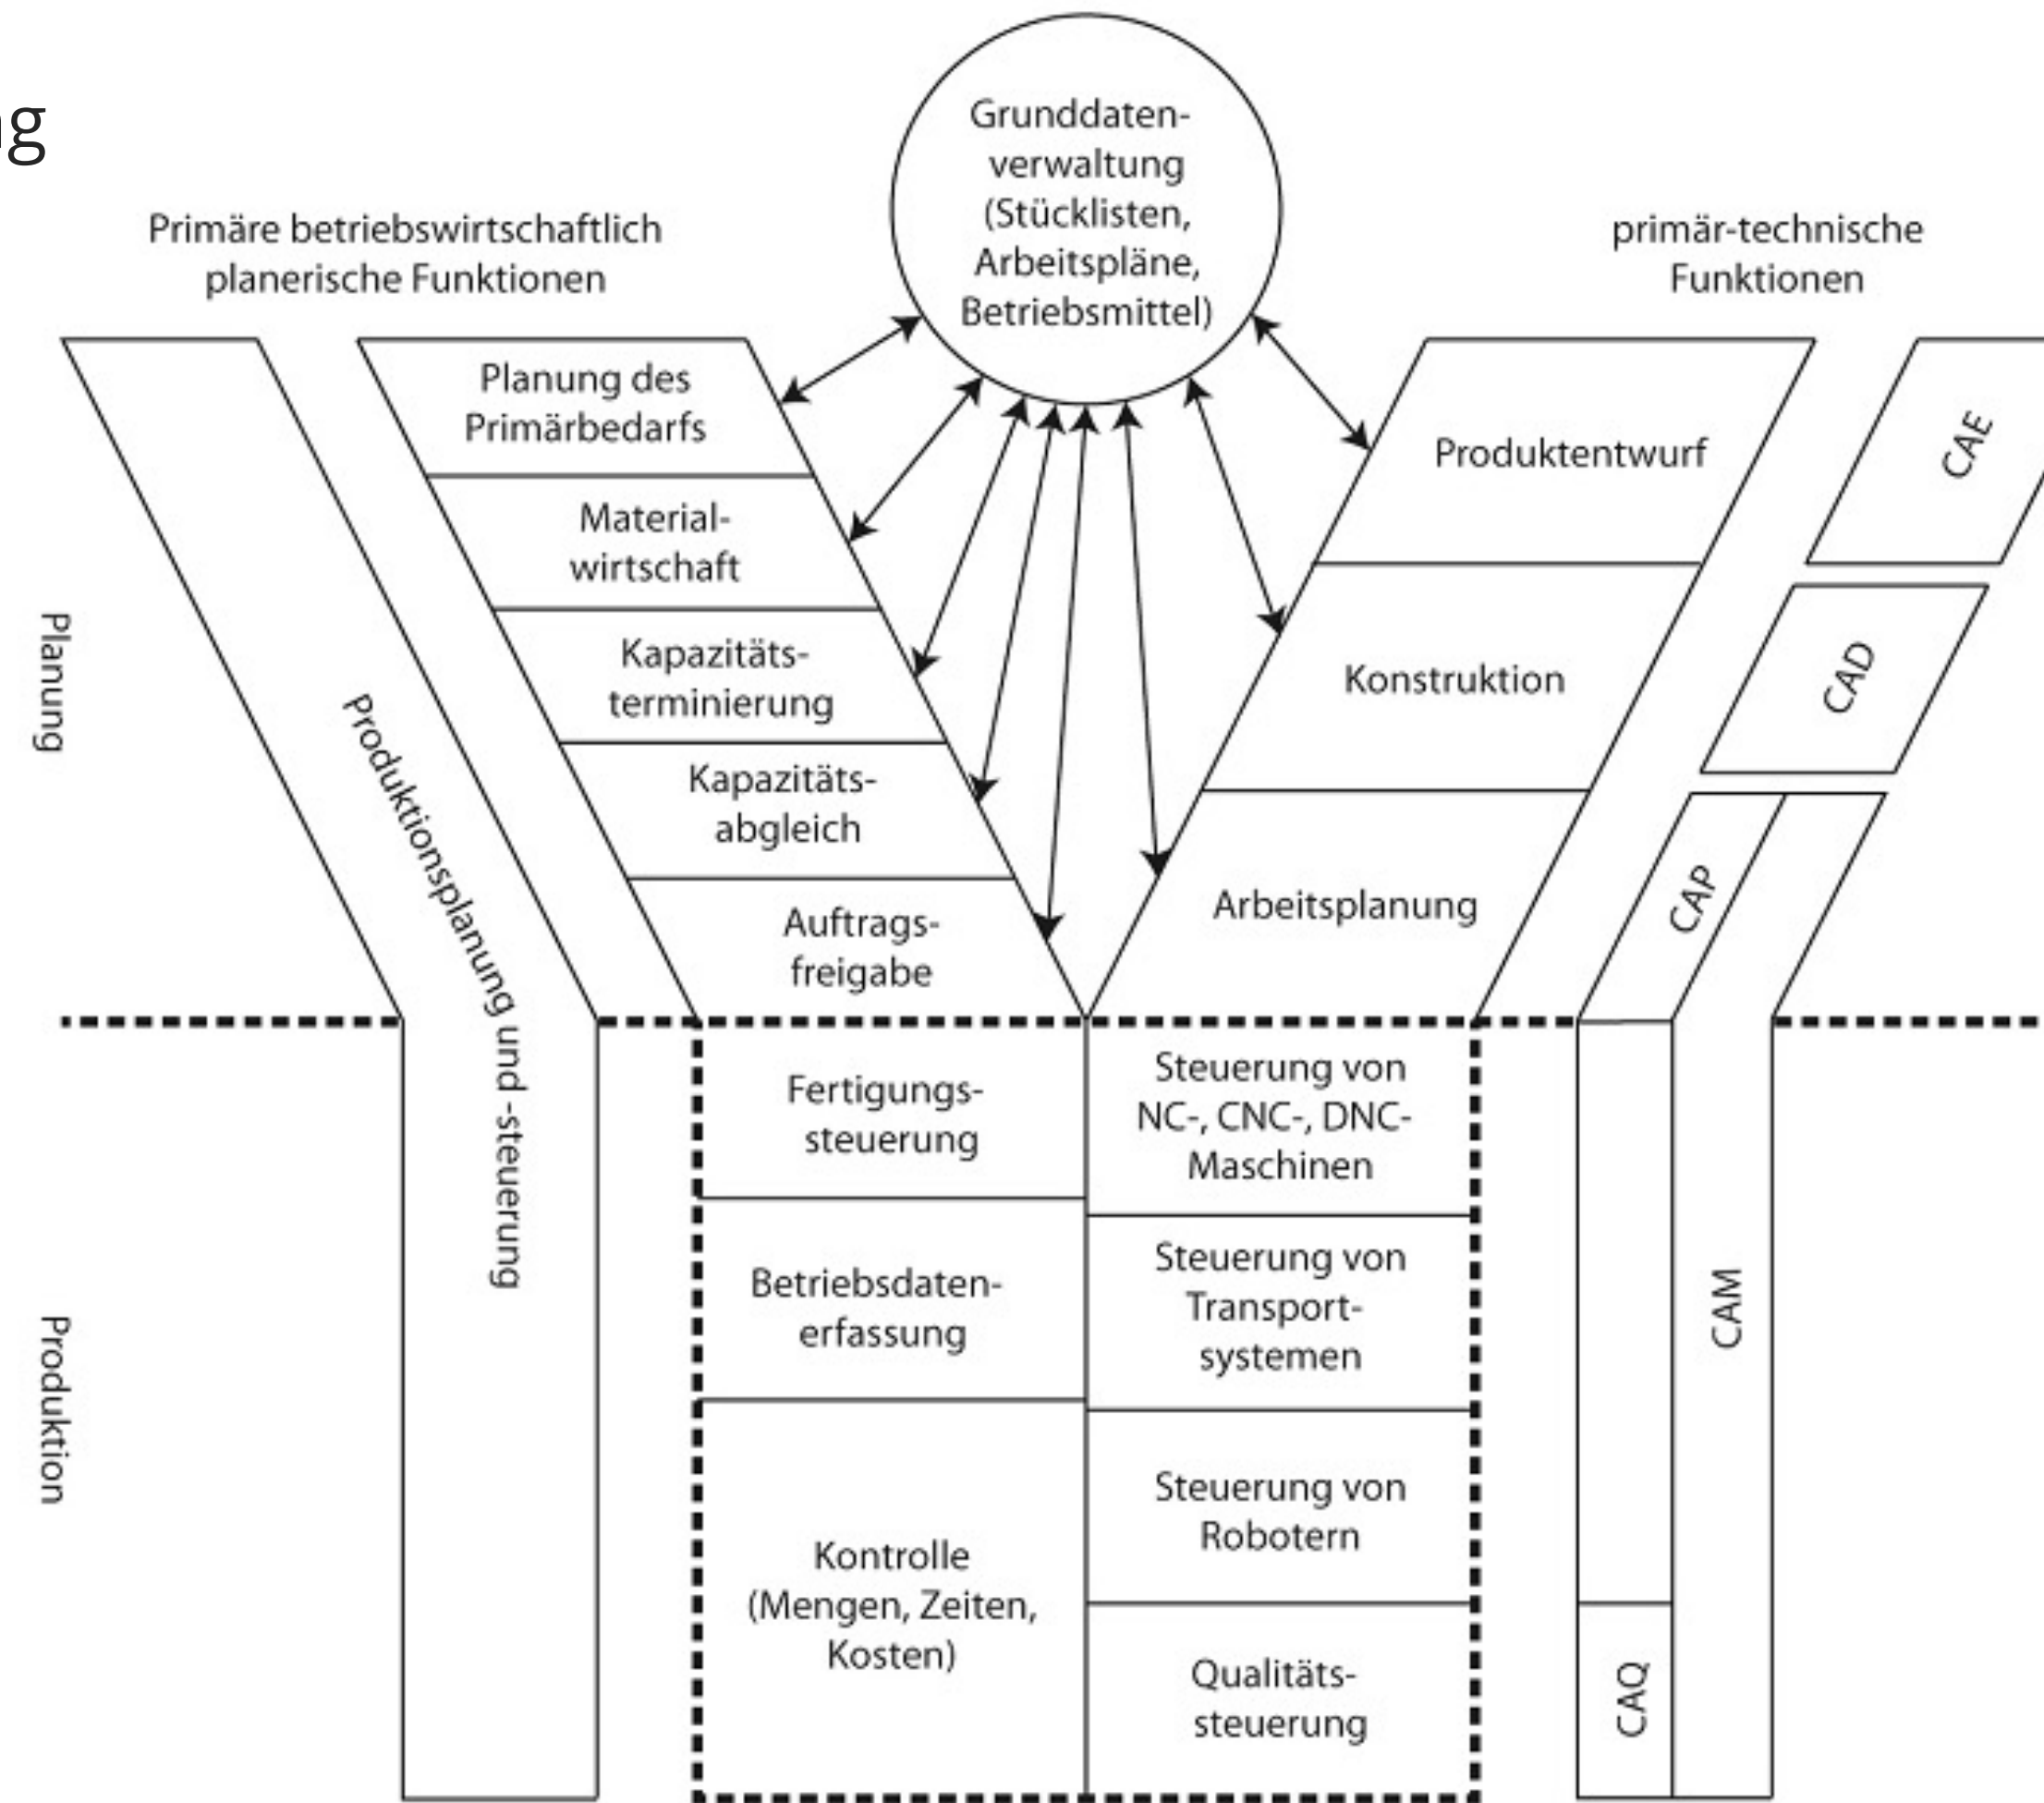 g
Primäre betriebswirtschaftlich
planerische Funktionen
Grunddaten-
verwaltung
(Stücklisten,
Arbeitspläne,
Betriebsmittel)
primär-technische
Funktionen
Planung
Produktion
Produktionsplanung und -steuerung
Planung des
Primärbedarfs
Material-
wirtschaft
Kapazitäts-
terminierung
Kapazitäts-
abgleich
Auftrags-
freigabe
Fertigungs-
steuerung
Betriebsdaten-
erfassung
Kontrolle
(Mengen, Zeiten,
Kosten)
Produktentwurf
Konstruktion
Arbeitsplanung
Steuerung von
NC-, CNC-, DNC-
Maschinen
Steuerung von
Transport-
systemen
Steuerung von
Robotern
Qualitäts-
steuerung
CAE
CAD
CAP
CAM
CAQ